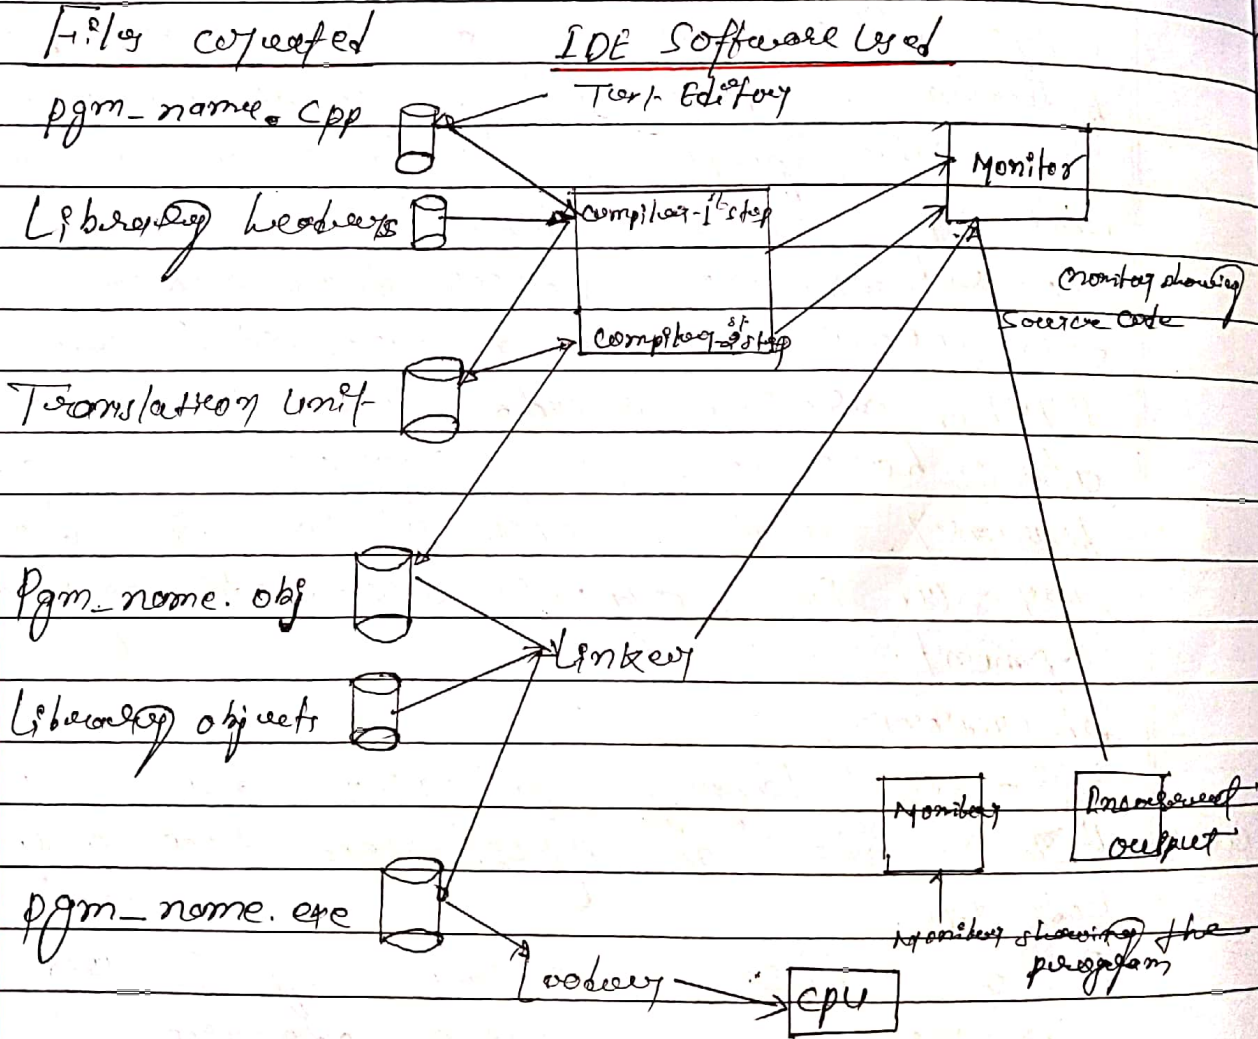 Files created
IDE Software Used
pgm_name.cpp
Text Editor
Monitor
Library headers
Compiler-1st step
Monitor showing
source code
Compiler-2st step
Translation unit
Pgm_name.obj
Linker
Library objects
Monitor
output
pgm_name.exe
Monitor showing the
program
Loader
CPU